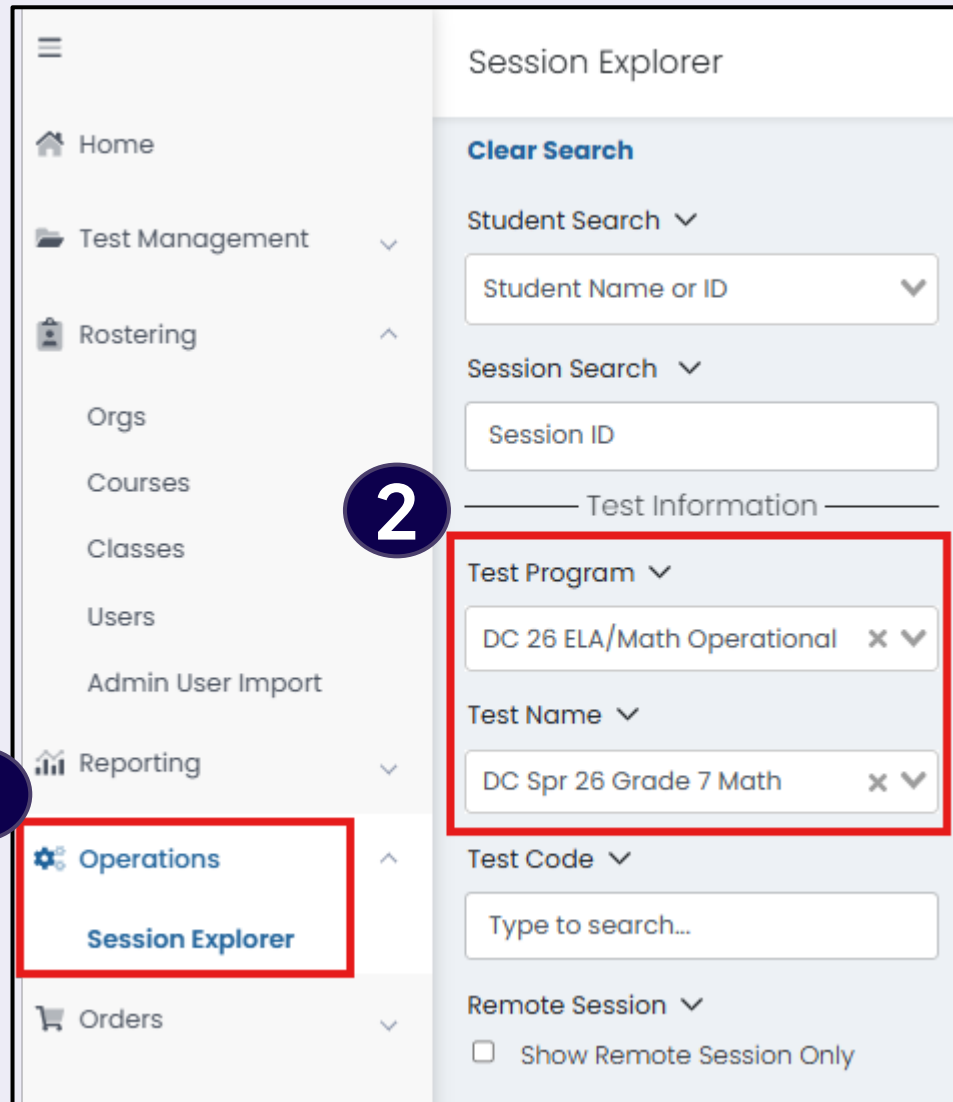 Home
Test Management
Rostering
Orgs
Courses
Classes
Users
Admin User Import
Reporting
Operations
Session Explorer
Orders
Session Explorer
Clear Search
Student Search
Student Name or ID
Session Search
Session ID
2
Test Information
Test Program
DC 26 ELA/Math Operational
Test Name
DC Spr 26 Grade 7 Math
Test Code
Type to search...
Remote Session
Show Remote Session Only